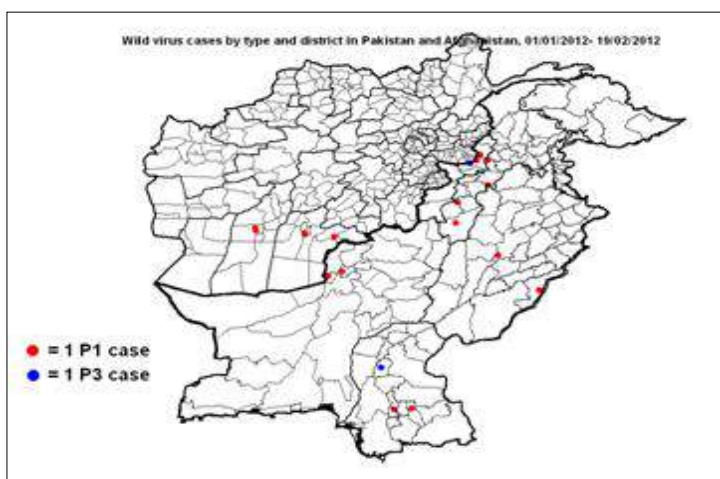 Wild virus cases by type and district in Pakistan and Afghanistan, 01/01/2012- 19/02/2012
= 1 P1 case
= 1 P3 case